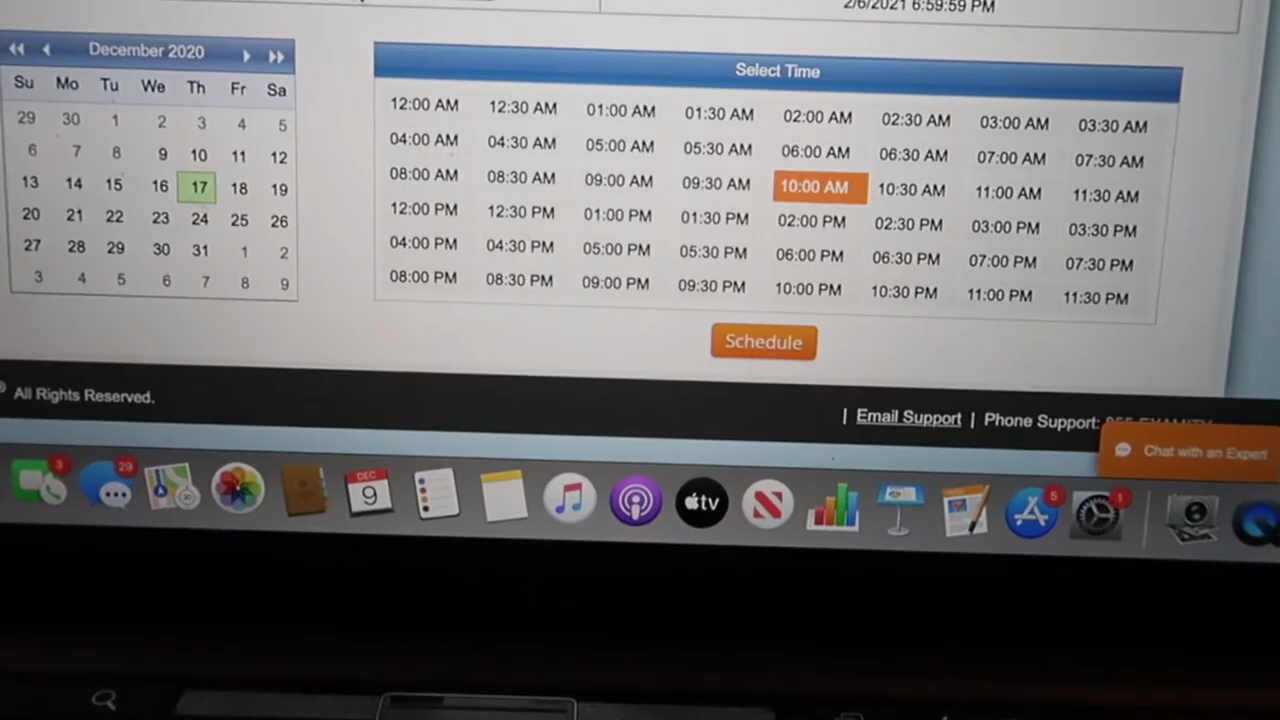 2/6/2021 6:59:59 PM
December 2020
Su Mo Tu We Th Fr Sa
29 30 1 2 3 4 5
6 7 8 9 10 11 12
13 14 15 16 17 18 19
20 21 22 23 24 25 26
27 28 29 30 31 1 2
3 4 5 6 7 8 9
Select Time
12:00 AM 12:30 AM 01:00 AM 01:30 AM 02:00 AM 02:30 AM 03:00 AM 03:30 AM
04:00 AM 04:30 AM 05:00 AM 05:30 AM 06:00 AM 06:30 AM 07:00 AM 07:30 AM
08:00 AM 08:30 AM 09:00 AM 09:30 AM 10:00 AM 10:30 AM 11:00 AM 11:30 AM
12:00 PM 12:30 PM 01:00 PM 01:30 PM 02:00 PM 02:30 PM 03:00 PM 03:30 PM
04:00 PM 04:30 PM 05:00 PM 05:30 PM 06:00 PM 06:30 PM 07:00 PM 07:30 PM
08:00 PM 08:30 PM 09:00 PM 09:30 PM 10:00 PM 10:30 PM 11:00 PM 11:30 PM
Schedule
All Rights Reserved.
| Email Support | Phone Support:
Chat with an Expert
3 29 DEC 9 tv 5 1